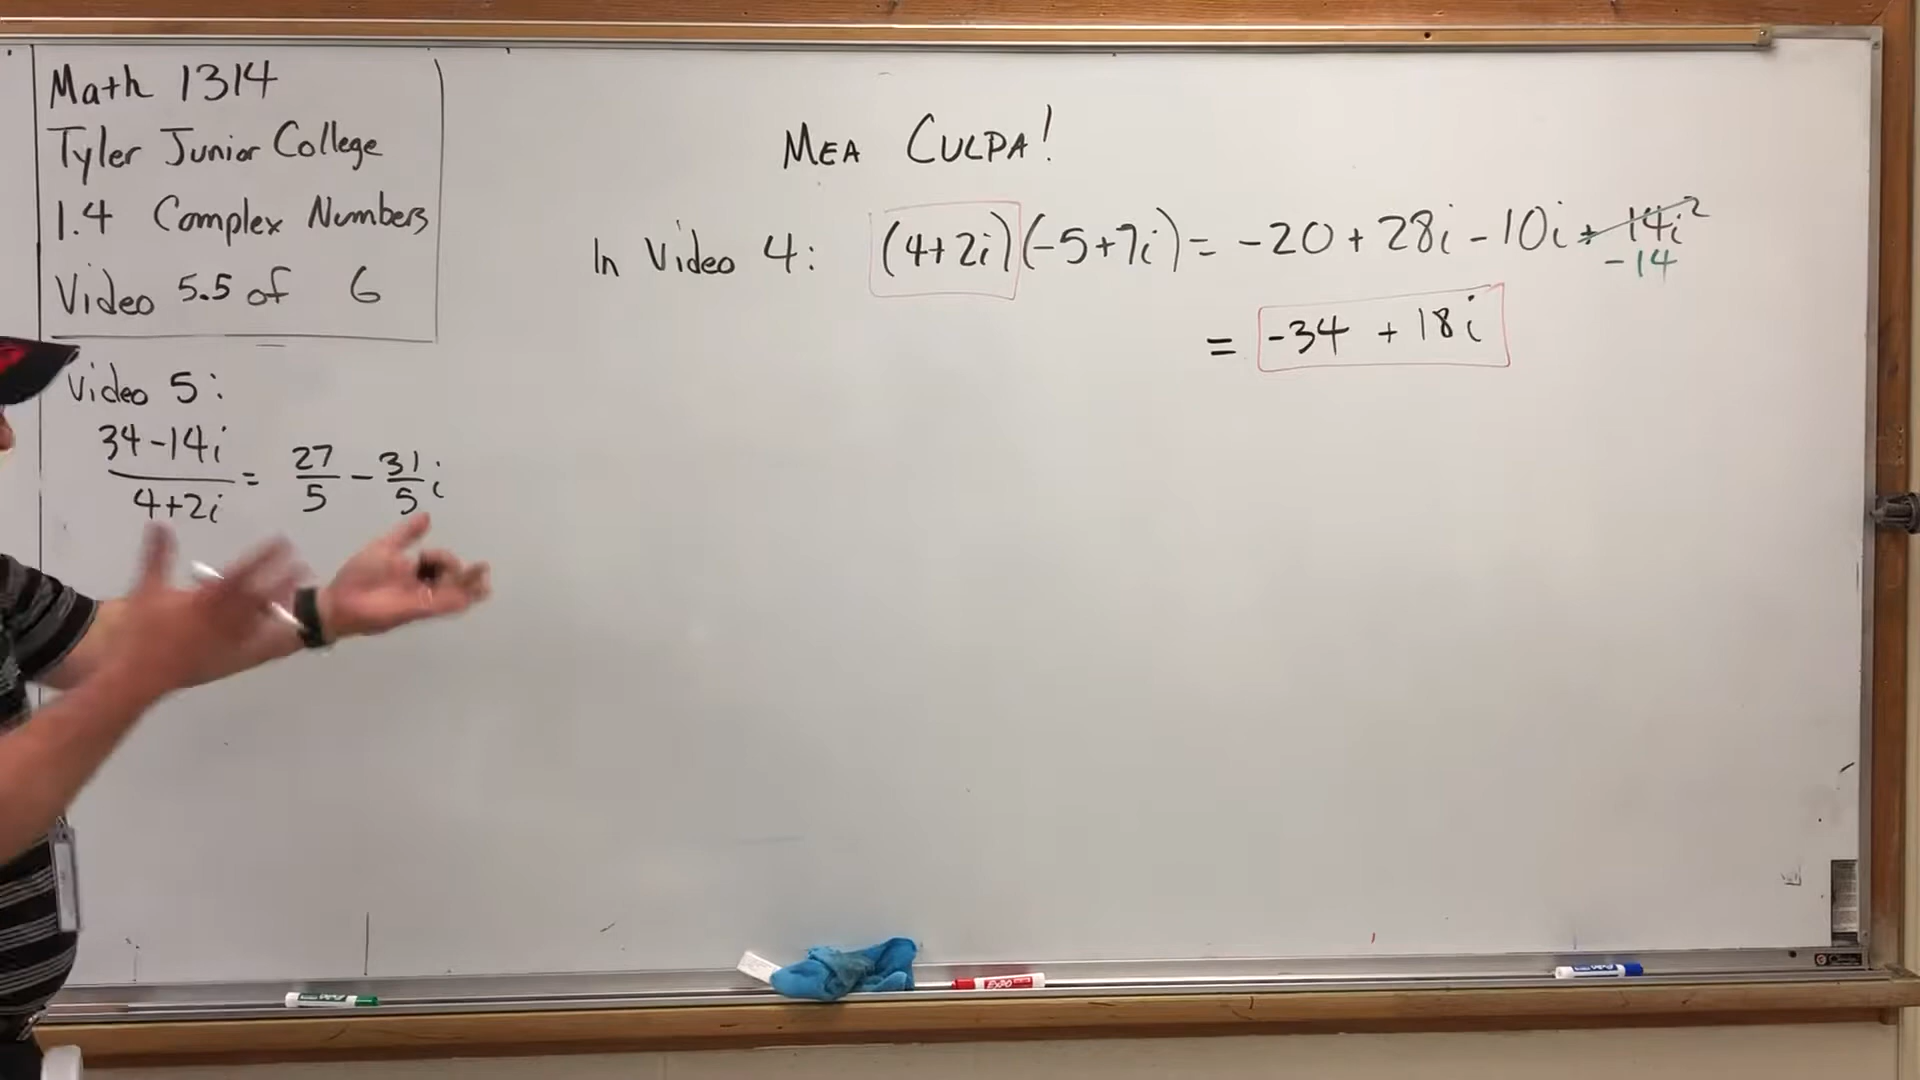 Math 1314
Tyler Junior College
1.4 Complex Numbers
Video 5.5 of 6
Video 5:
34-14i
4+2i
= 27/5 - 31/5 i
MEA CULPA!
In Video 4: (4+2i)(-5+7i) = -20+28i-10i+14i²
-14
= -34 + 18i
EXPO